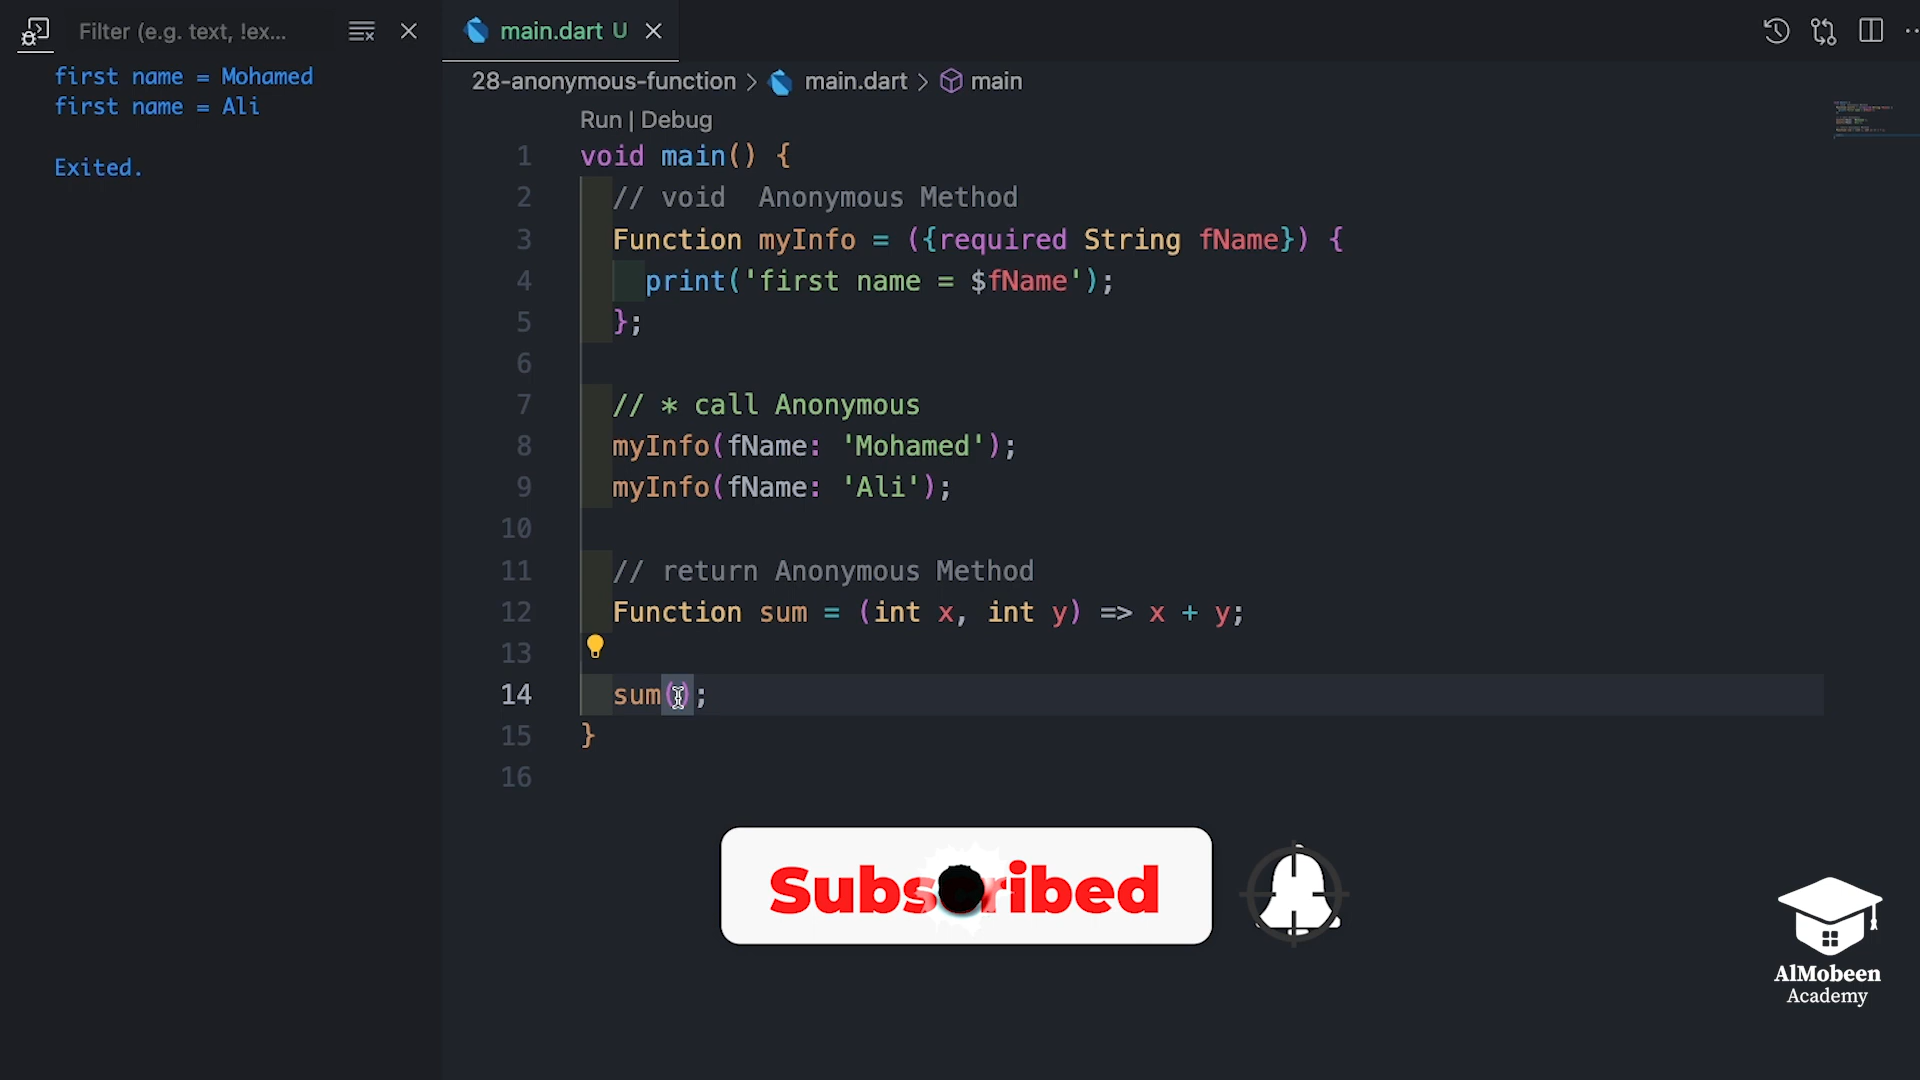 Filter (e.g. text, !ex...
first name = Mohamed
first name = Ali
Exited.
main.dart U
28-anonymous-function > main.dart > main
Run | Debug
1 void main() {
2 // void  Anonymous Method
3 Function myInfo = ({required String fName}) {
4 print('first name = $fName');
5 };
6
7 // * call Anonymous
8 myInfo(fName: 'Mohamed');
9 myInfo(fName: 'Ali');
10
11 // return Anonymous Method
12 Function sum = (int x, int y) => x + y;
13
14 sum();
15 }
16
Subscribed
AlMobeen
Academy